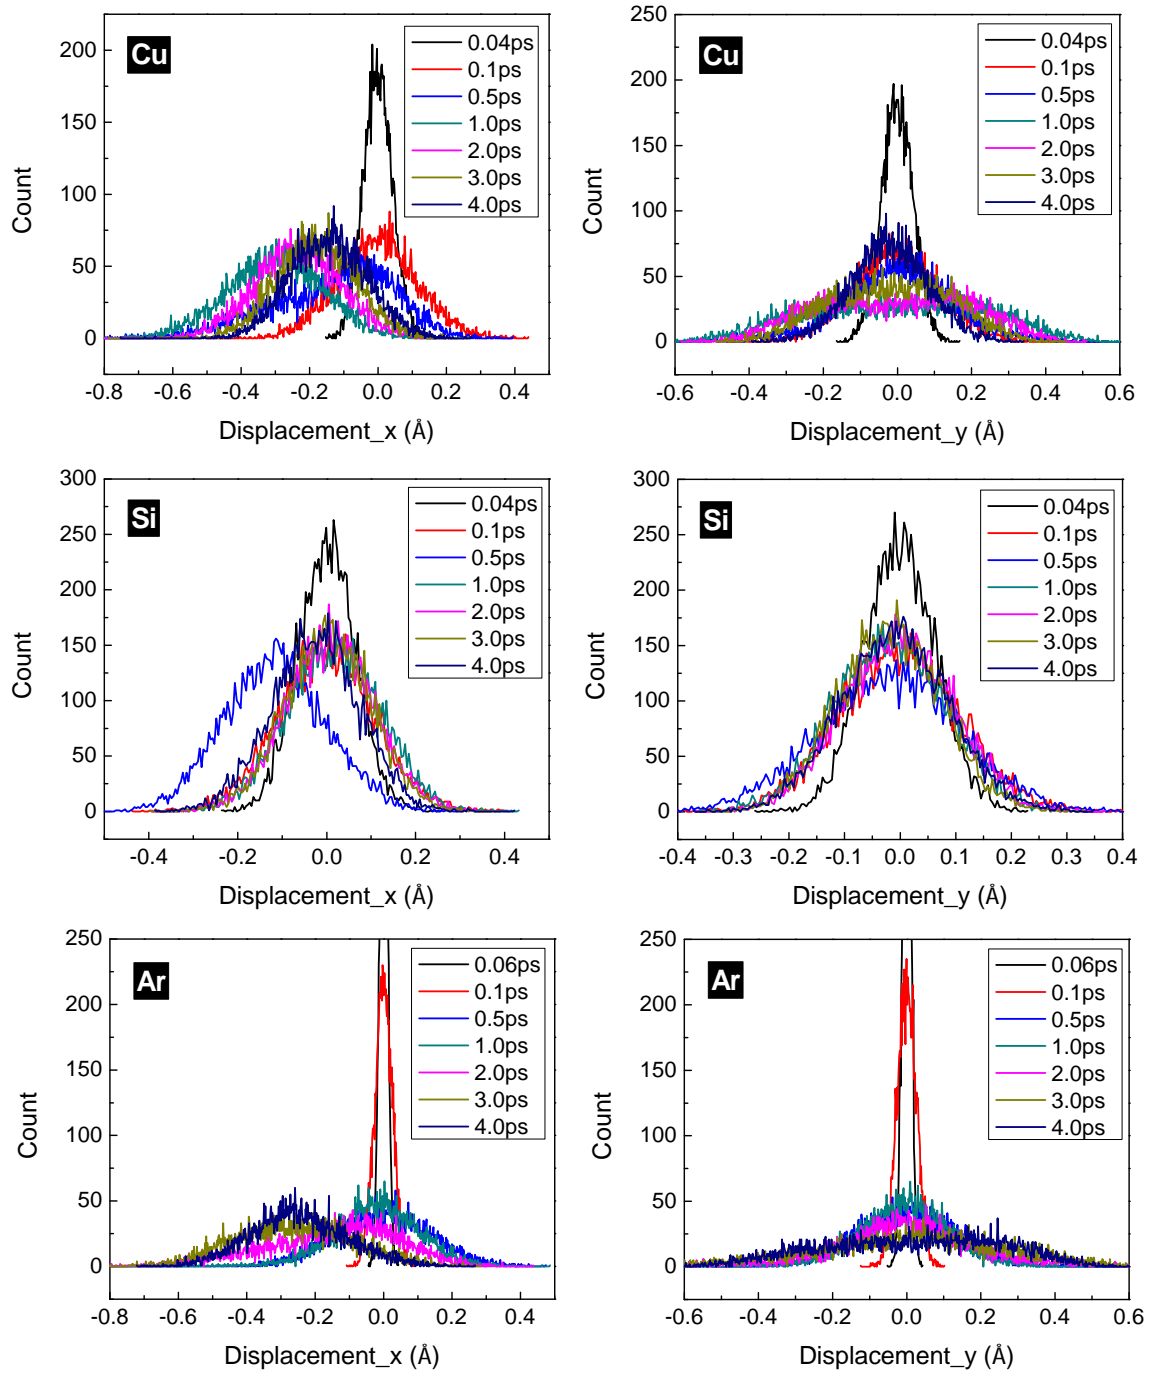 Cu
0.04ps
0.1ps
0.5ps
1.0ps
2.0ps
3.0ps
4.0ps
200
150
100
50
0
Count
-0.8 -0.6 -0.4 -0.2 0.0 0.2 0.4
Displacement_x (Å)
Cu
0.04ps
0.1ps
0.5ps
1.0ps
2.0ps
3.0ps
4.0ps
250
200
150
100
50
0
Count
-0.6 -0.4 -0.2 0.0 0.2 0.4 0.6
Displacement_y (Å)
Si
0.04ps
0.1ps
0.5ps
1.0ps
2.0ps
3.0ps
4.0ps
300
250
200
150
100
50
0
Count
-0.4 -0.2 0.0 0.2 0.4
Displacement_x (Å)
Si
0.04ps
0.1ps
0.5ps
1.0ps
2.0ps
3.0ps
4.0ps
300
250
200
150
100
50
0
Count
-0.4 -0.3 -0.2 -0.1 0.0 0.1 0.2 0.3 0.4
Displacement_y (Å)
Ar
0.06ps
0.1ps
0.5ps
1.0ps
2.0ps
3.0ps
4.0ps
250
200
150
100
50
0
Count
-0.8 -0.6 -0.4 -0.2 0.0 0.2 0.4
Displacement_x (Å)
Ar
0.06ps
0.1ps
0.5ps
1.0ps
2.0ps
3.0ps
4.0ps
250
200
150
100
50
0
Count
-0.6 -0.4 -0.2 0.0 0.2 0.4 0.6
Displacement_y (Å)